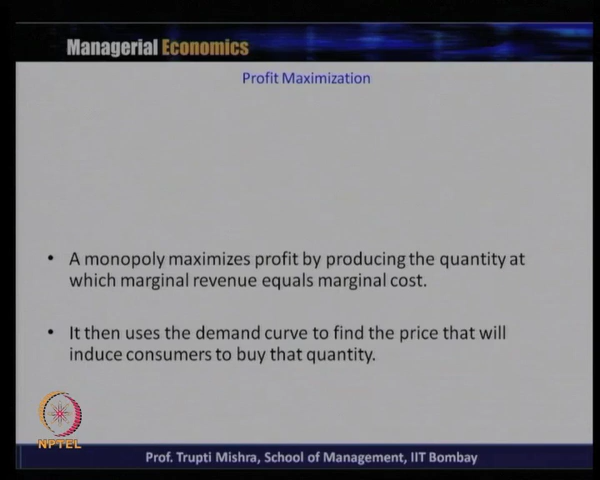 Managerial Economics
Profit Maximization
• A monopoly maximizes profit by producing the quantity at
which marginal revenue equals marginal cost.
• It then uses the demand curve to find the price that will
induce consumers to buy that quantity.
NPTEL
Prof. Trupti Mishra, School of Management, IIT Bombay